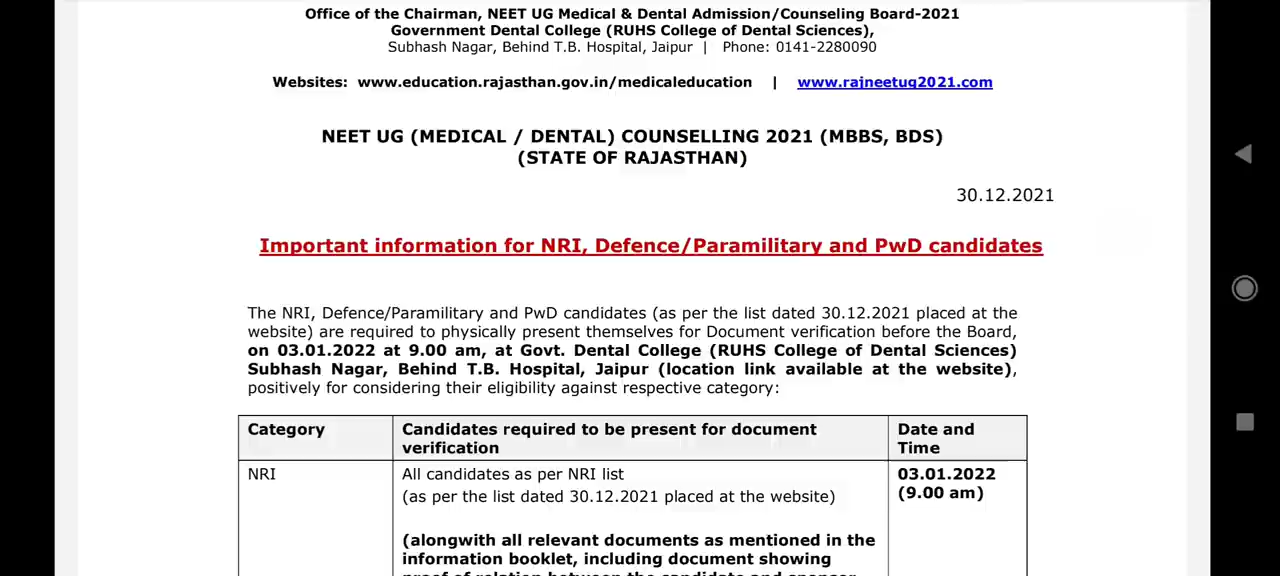 Office of the Chairman, NEET UG Medical & Dental Admission/Counseling Board-2021
Government Dental College (RUHS College of Dental Sciences),
Subhash Nagar, Behind T.B. Hospital, Jaipur | Phone: 0141-2280090
Websites: www.education.rajasthan.gov.in/medicaleducation | www.rajneetug2021.com
NEET UG (MEDICAL / DENTAL) COUNSELLING 2021 (MBBS, BDS)
(STATE OF RAJASTHAN)
30.12.2021
Important information for NRI, Defence/Paramilitary and PwD candidates
The NRI, Defence/Paramilitary and PwD candidates (as per the list dated 30.12.2021 placed at the
website) are required to physically present themselves for Document verification before the Board,
on 03.01.2022 at 9.00 am, at Govt. Dental College (RUHS College of Dental Sciences)
Subhash Nagar, Behind T.B. Hospital, Jaipur (location link available at the website),
positively for considering their eligibility against respective category:
Category
Candidates required to be present for document
verification
Date and
Time
NRI
All candidates as per NRI list
(as per the list dated 30.12.2021 placed at the website)
(alongwith all relevant documents as mentioned in the
information booklet, including document showing
proof of relation between the candidate and sponsor
03.01.2022
(9.00 am)